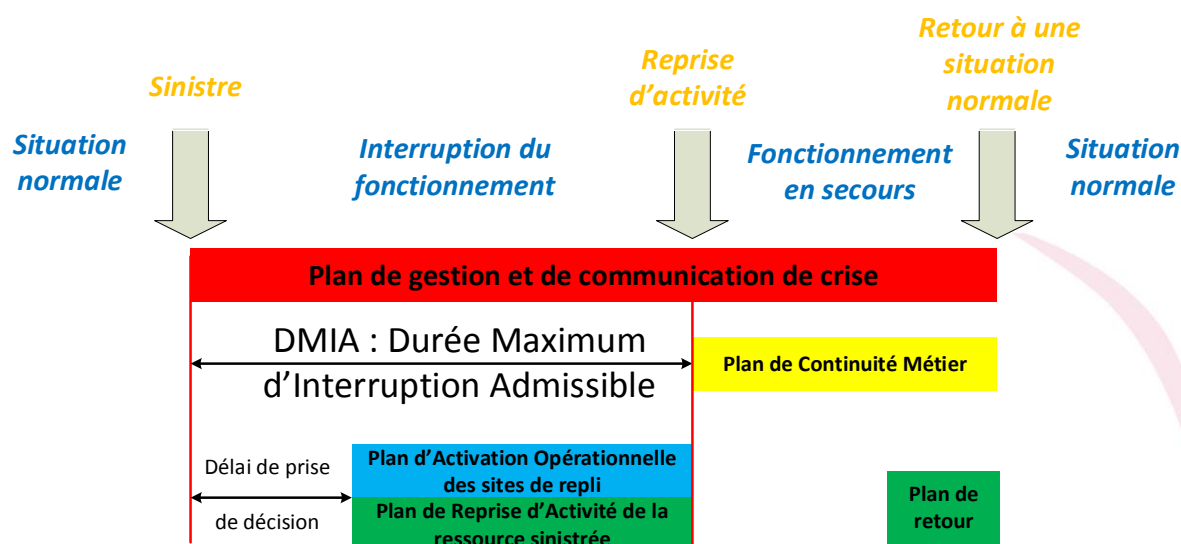 Retour à une
situation
normale
Reprise
d'activité
Sinistre
Situation
normale
Interruption du
fonctionnement
Fonctionnement
en secours
Situation
normale
Plan de gestion et de communication de crise
DMIA : Durée Maximum
d'Interruption Admissible
Plan de Continuité Métier
Délai de prise
de décision
Plan d'Activation Opérationnelle
des sites de repli
Plan de Reprise d'Activité de la
ressource sinistrée
Plan de
retour